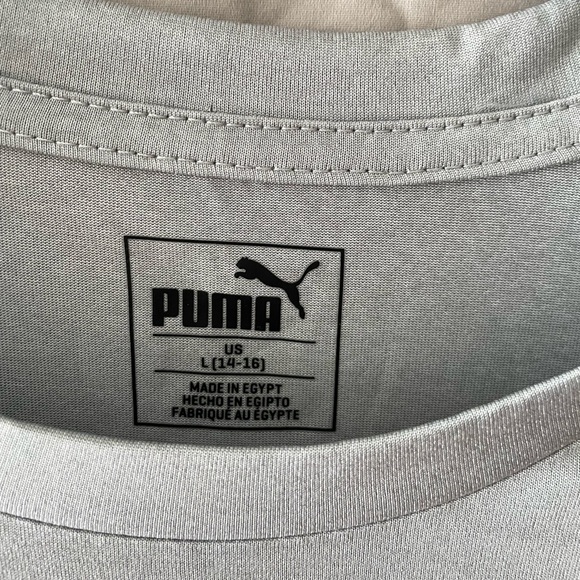 PUMA
US
L (14-16)
MADE IN EGYPT
HECHO EN EGIPTO
FABRIQUÉ AU ÉGYPTE